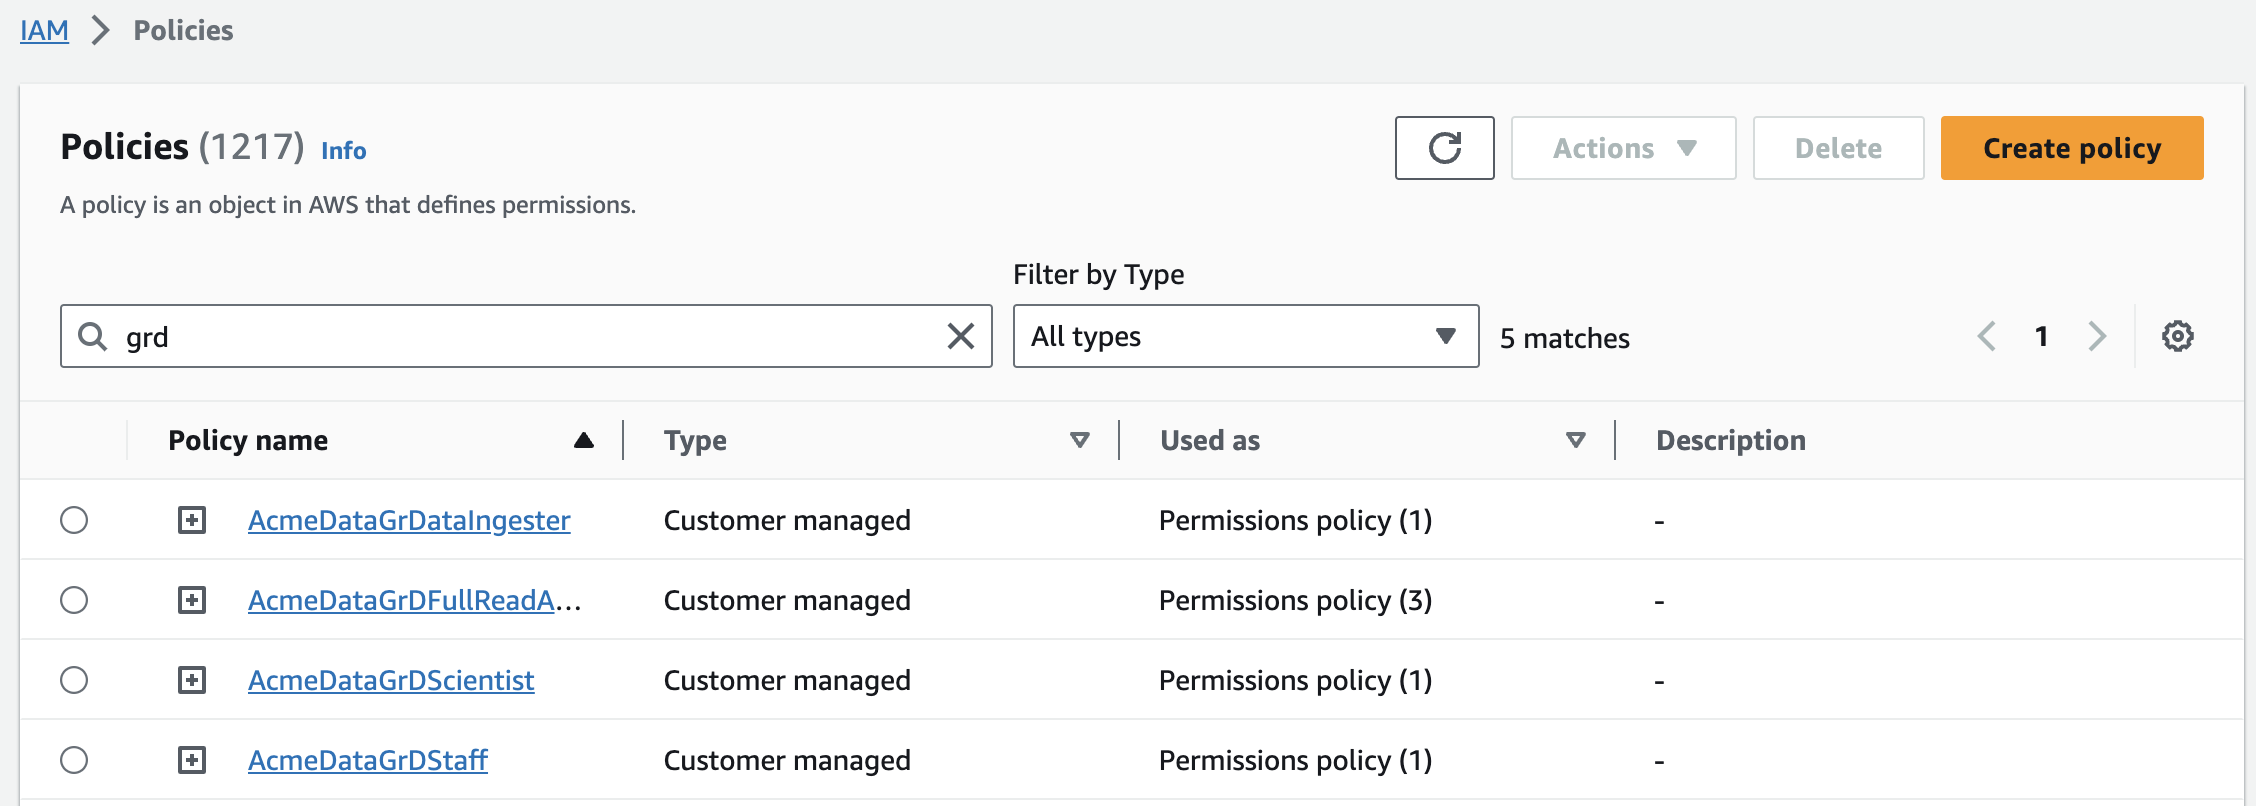 IAM > Policies
Policies (1217) Info
Actions
Delete
Create policy
A policy is an object in AWS that defines permissions.
Filter by Type
grd
All types
5 matches
1
Policy name Type Used as Description
AcmeDataGrDataIngester Customer managed Permissions policy (1) -
AcmeDataGrDFullReadA... Customer managed Permissions policy (3) -
AcmeDataGrDScientist Customer managed Permissions policy (1) -
AcmeDataGrDStaff Customer managed Permissions policy (1) -